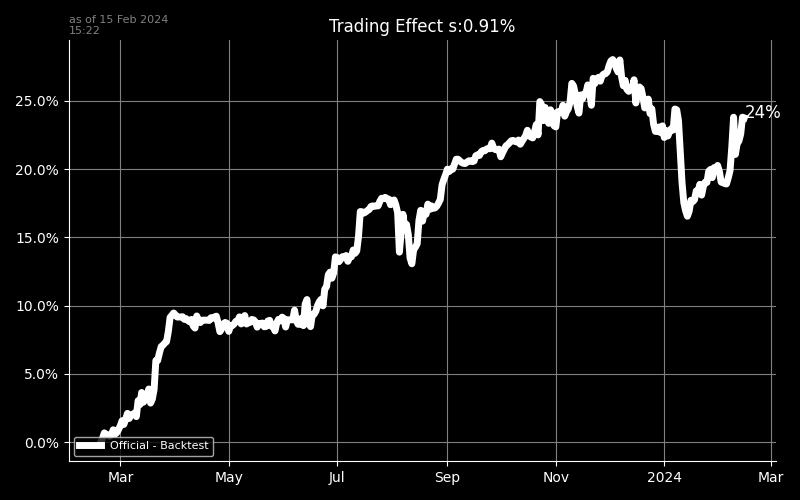 as of 15 Feb 2024
15:22
Trading Effect s:0.91%
25.0%
20.0%
15.0%
10.0%
5.0%
0.0%
24%
Official - Backtest
Mar May Jul Sep Nov 2024 Mar